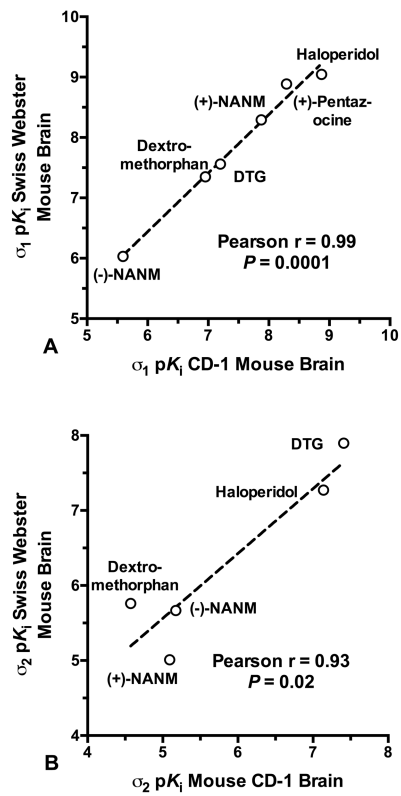 10
9
8
7
6
5
5
6
7
8
9
10
σ1 pKi Swiss Webster
Mouse Brain
Haloperidol
(+)-NANM
(+)-Pentaz-
ocine
Dextro-
methorphan
DTG
(-)-NANM
Pearson r = 0.99
P = 0.0001
A
σ1 pKi CD-1 Mouse Brain
8
7
6
5
4
4
5
6
7
8
σ2 pKi Swiss Webster
Mouse Brain
DTG
Haloperidol
Dextro-
methorphan
(-)-NANM
(+)-NANM
Pearson r = 0.93
P = 0.02
B
σ2 pKi Mouse CD-1 Brain